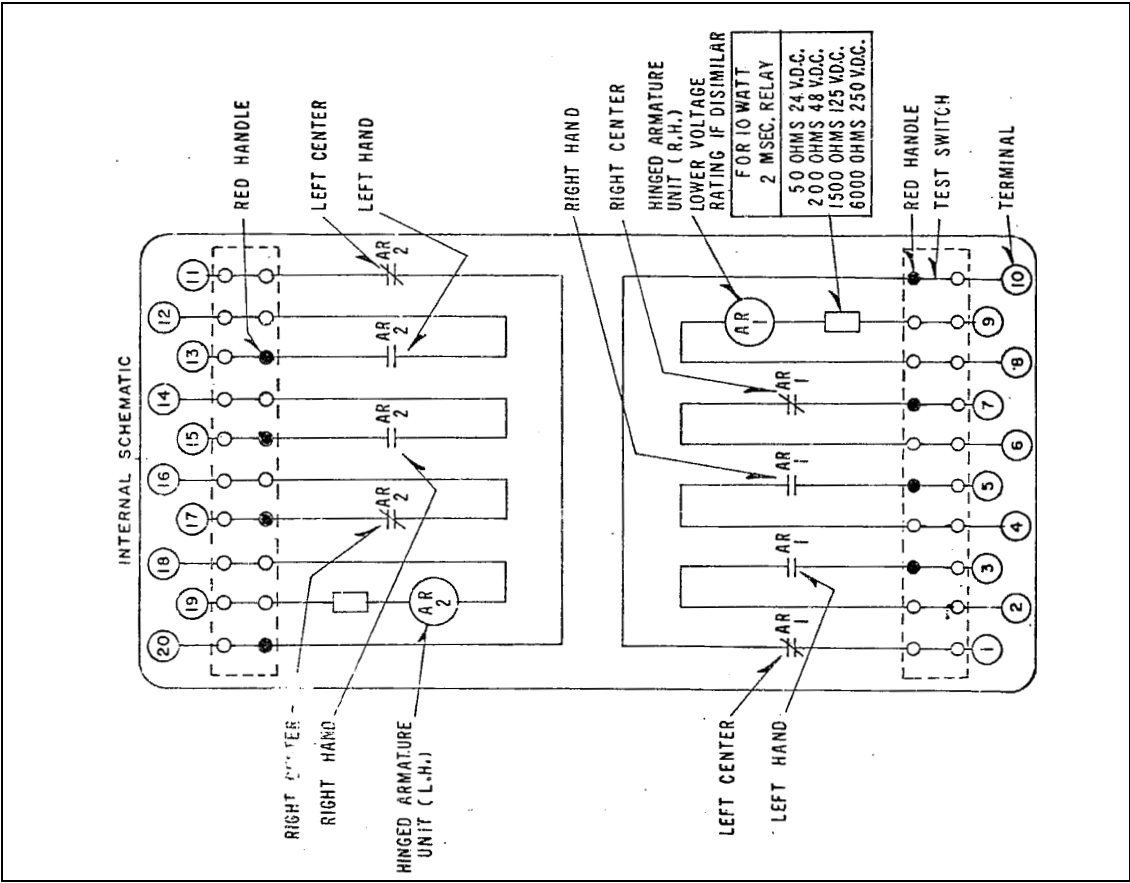 INTERNAL SCHEMATIC
RED HANDLE
LEFT CENTER
LEFT HAND
11
12
13
14
15
16
17
18
19
20
AR
2
AR
2
AR
2
AR
2
AR
2
RIGHT
RIGHT HAND
HINGED ARMATURE
UNIT (L.H.)
RIGHT HAND
RIGHT CENTER
HINGED ARMATURE
UNIT (R.H.)
LOWER VOLTAGE
RATING IF DISIMILAR
FOR 10 WATT
2 MSEC. RELAY
50 OHMS 24 V.D.C.
200 OHMS 48 V.D.C.
1500 OHMS 125 V.D.C.
6000 OHMS 250 V.D.C.
RED HANDLE
TEST SWITCH
TERMINAL
AR
1
AR
1
AR
1
AR
1
AR
1
10
9
8
7
6
5
4
3
2
1
LEFT CENTER
LEFT HAND